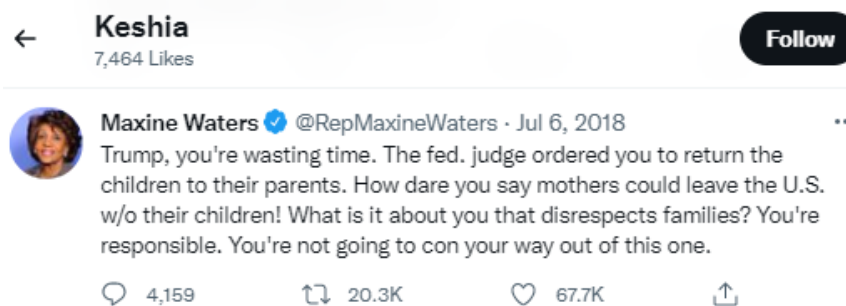 Keshia
7,464 Likes
Follow
Maxine Waters @RepMaxineWaters · Jul 6, 2018
Trump, you're wasting time. The fed. judge ordered you to return the
children to their parents. How dare you say mothers could leave the U.S.
w/o their children! What is it about you that disrespects families? You're
responsible. You're not going to con your way out of this one.
4,159 20.3K 67.7K